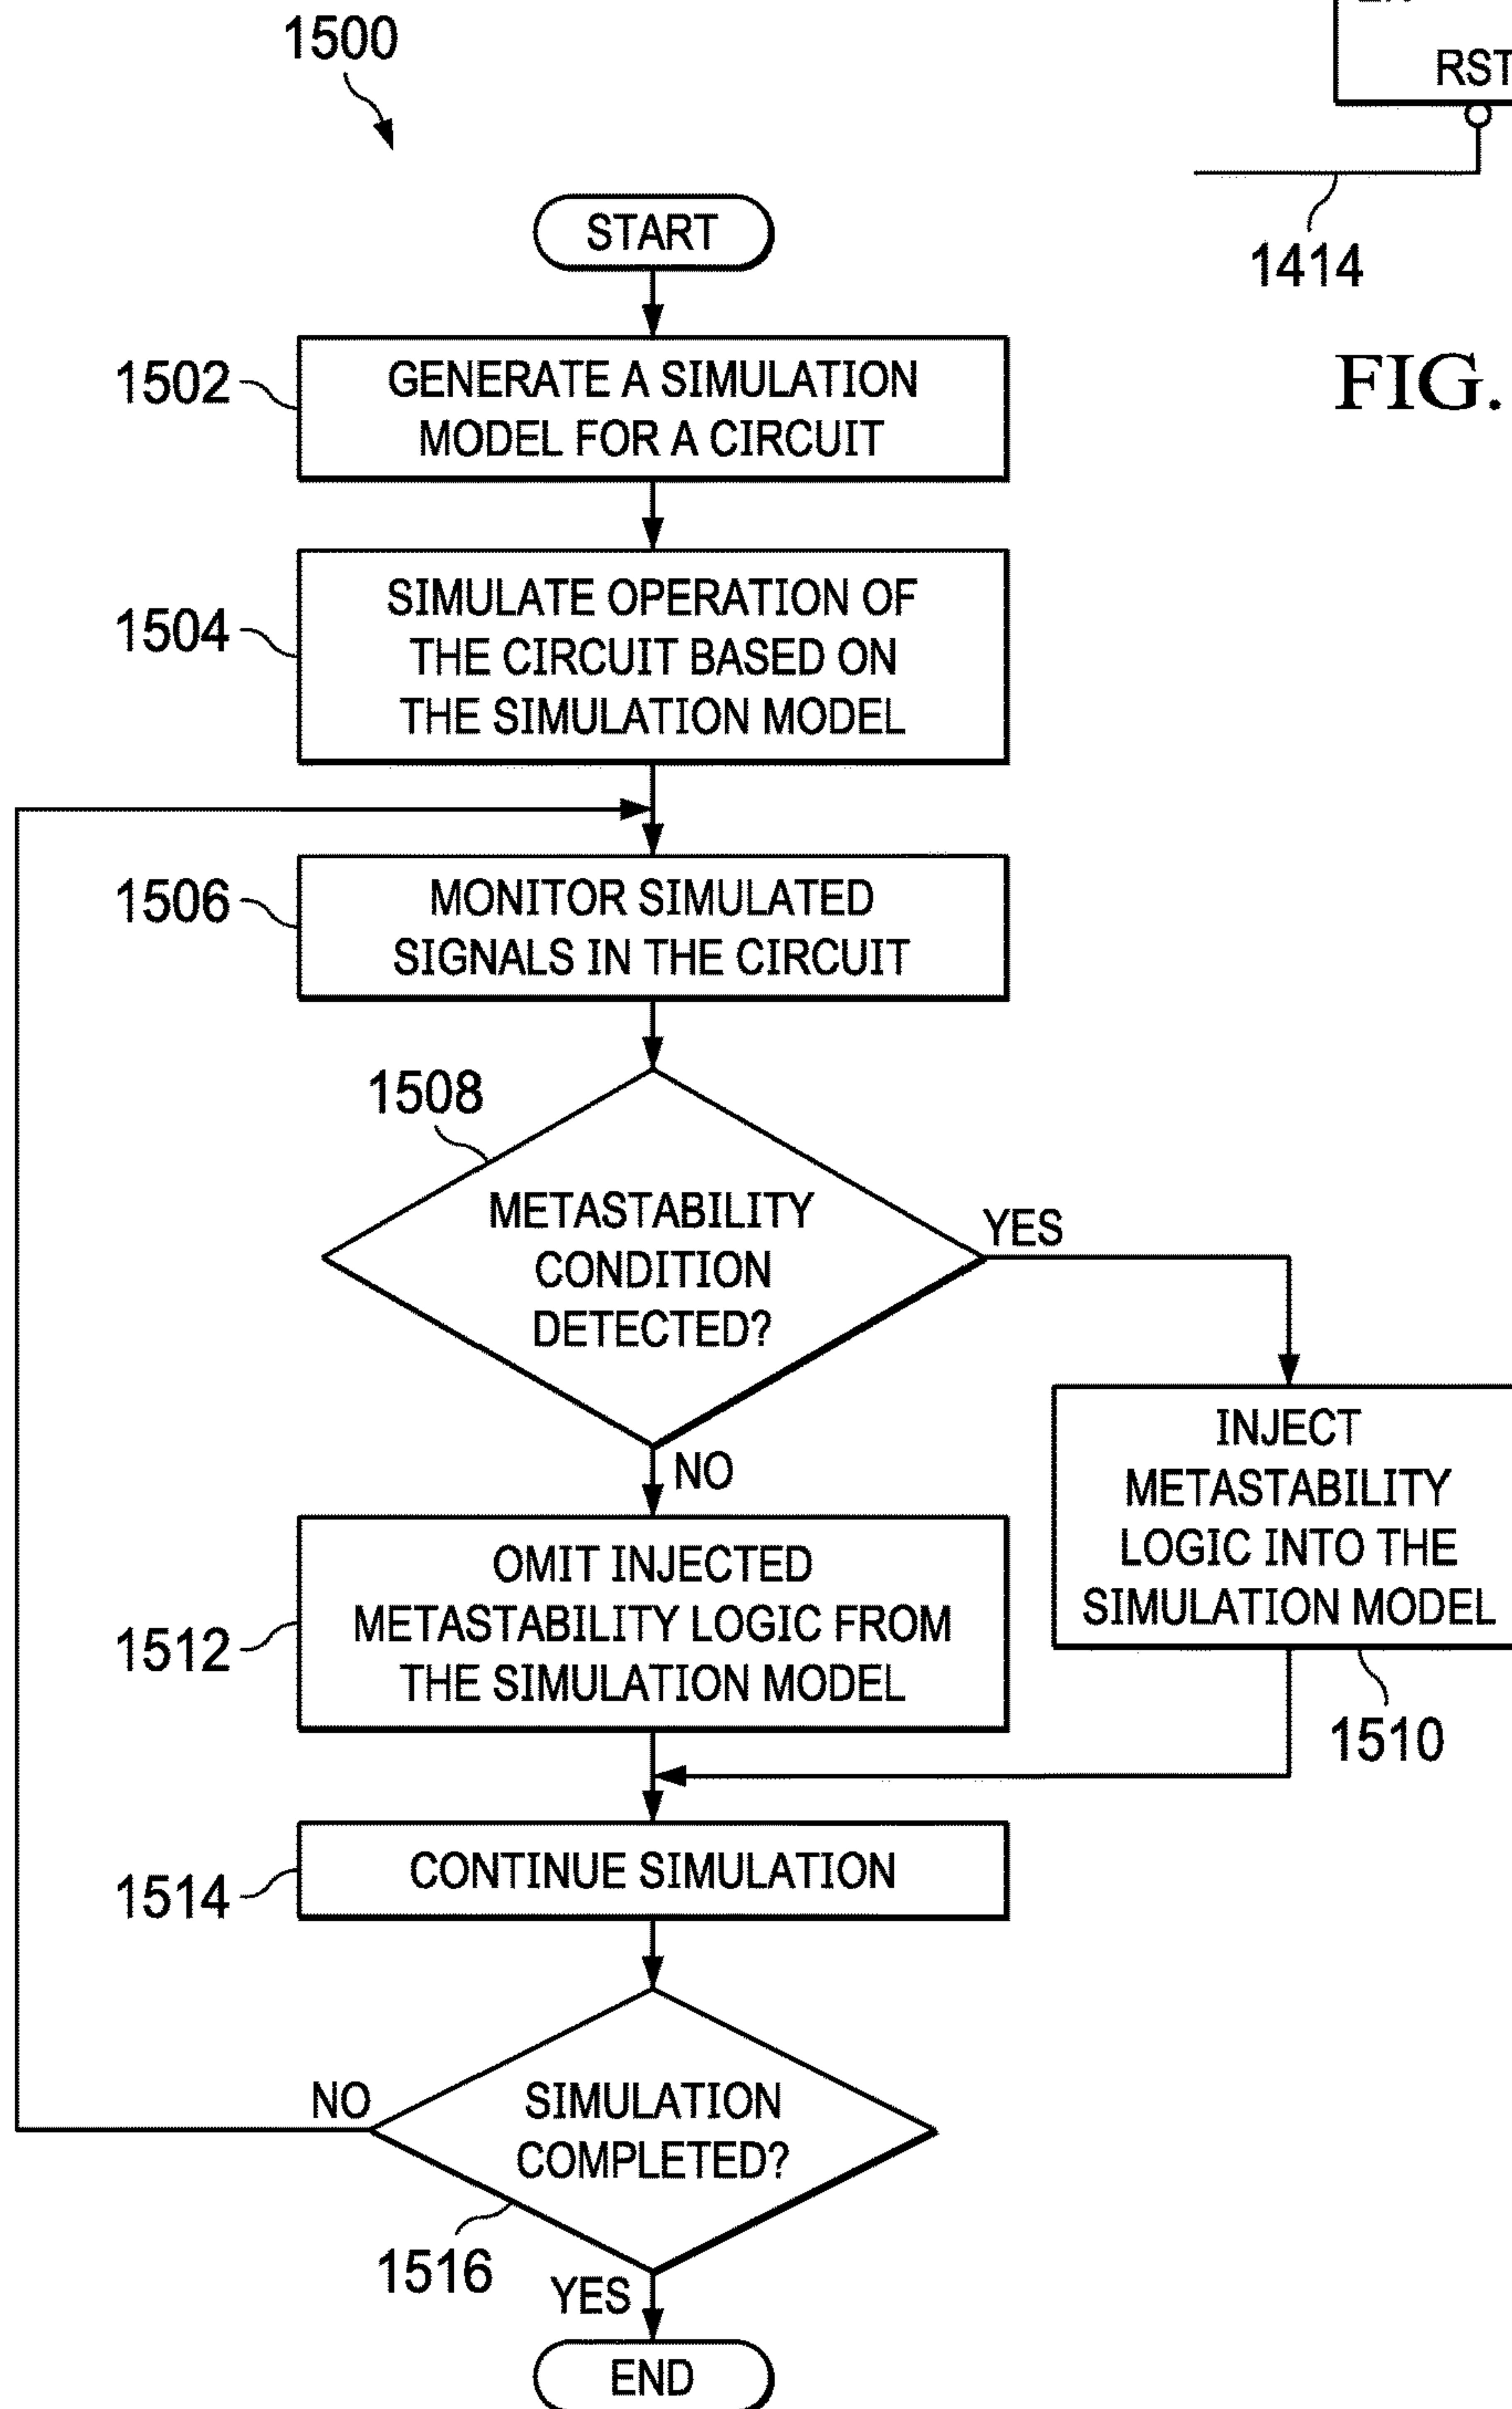 1500
RST
1414
FIG.
START
1502
GENERATE A SIMULATION
MODEL FOR A CIRCUIT
1504
SIMULATE OPERATION OF
THE CIRCUIT BASED ON
THE SIMULATION MODEL
1506
MONITOR SIMULATED
SIGNALS IN THE CIRCUIT
1508
METASTABILITY
CONDITION
DETECTED?
YES
NO
INJECT
METASTABILITY
LOGIC INTO THE
SIMULATION MODEL
1510
1512
OMIT INJECTED
METASTABILITY LOGIC FROM
THE SIMULATION MODEL
1514
CONTINUE SIMULATION
NO
SIMULATION
COMPLETED?
1516
YES
END